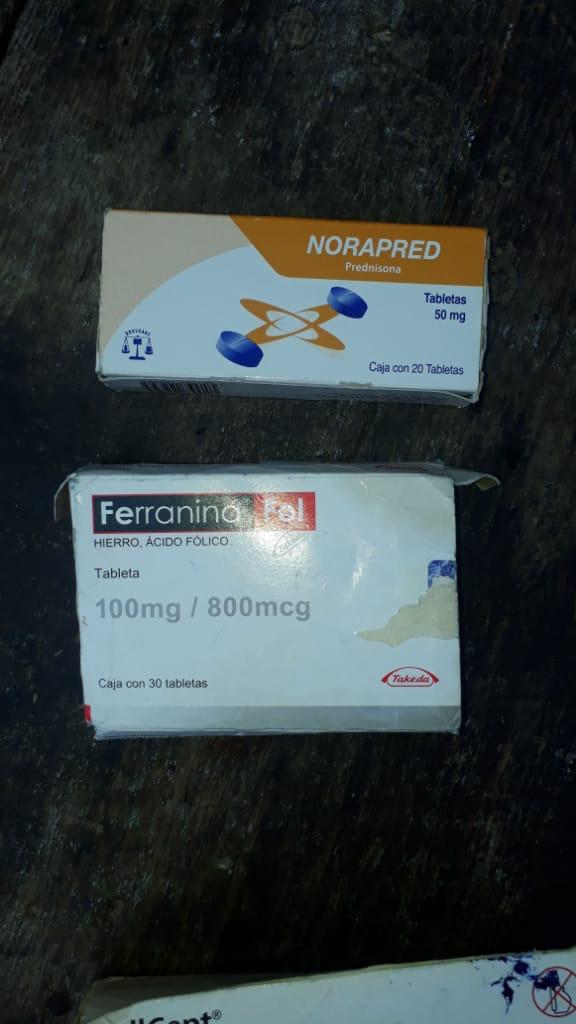 NORAPRED
Prednisona
Tabletas
50 mg
Caja con 20 Tabletas
BRULUART
Ferranina® Fol
HIERRO, ÁCIDO FÓLICO.
Tableta
100mg / 800mcg
Caja con 30 tabletas
Takeda